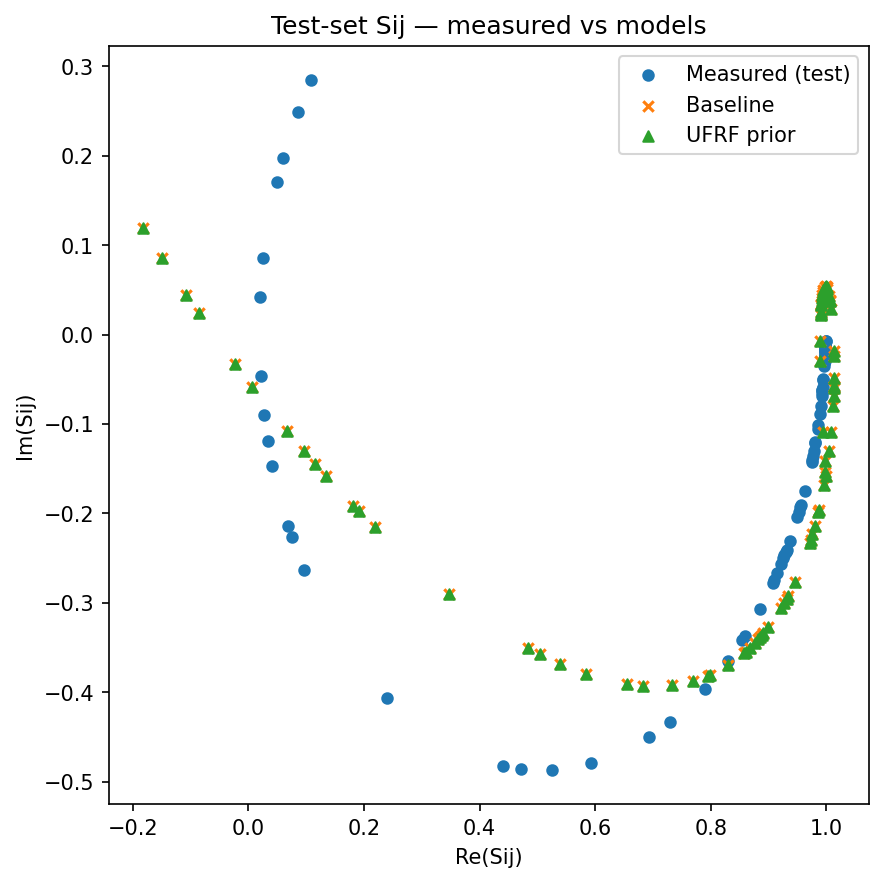 Test-set Sij — measured vs models
Measured (test)
Baseline
UFRF prior
0.3
0.2
0.1
0.0
−0.1
−0.2
−0.3
−0.4
−0.5
Im(Sij)
−0.2
0.0
0.2
0.4
0.6
0.8
1.0
Re(Sij)